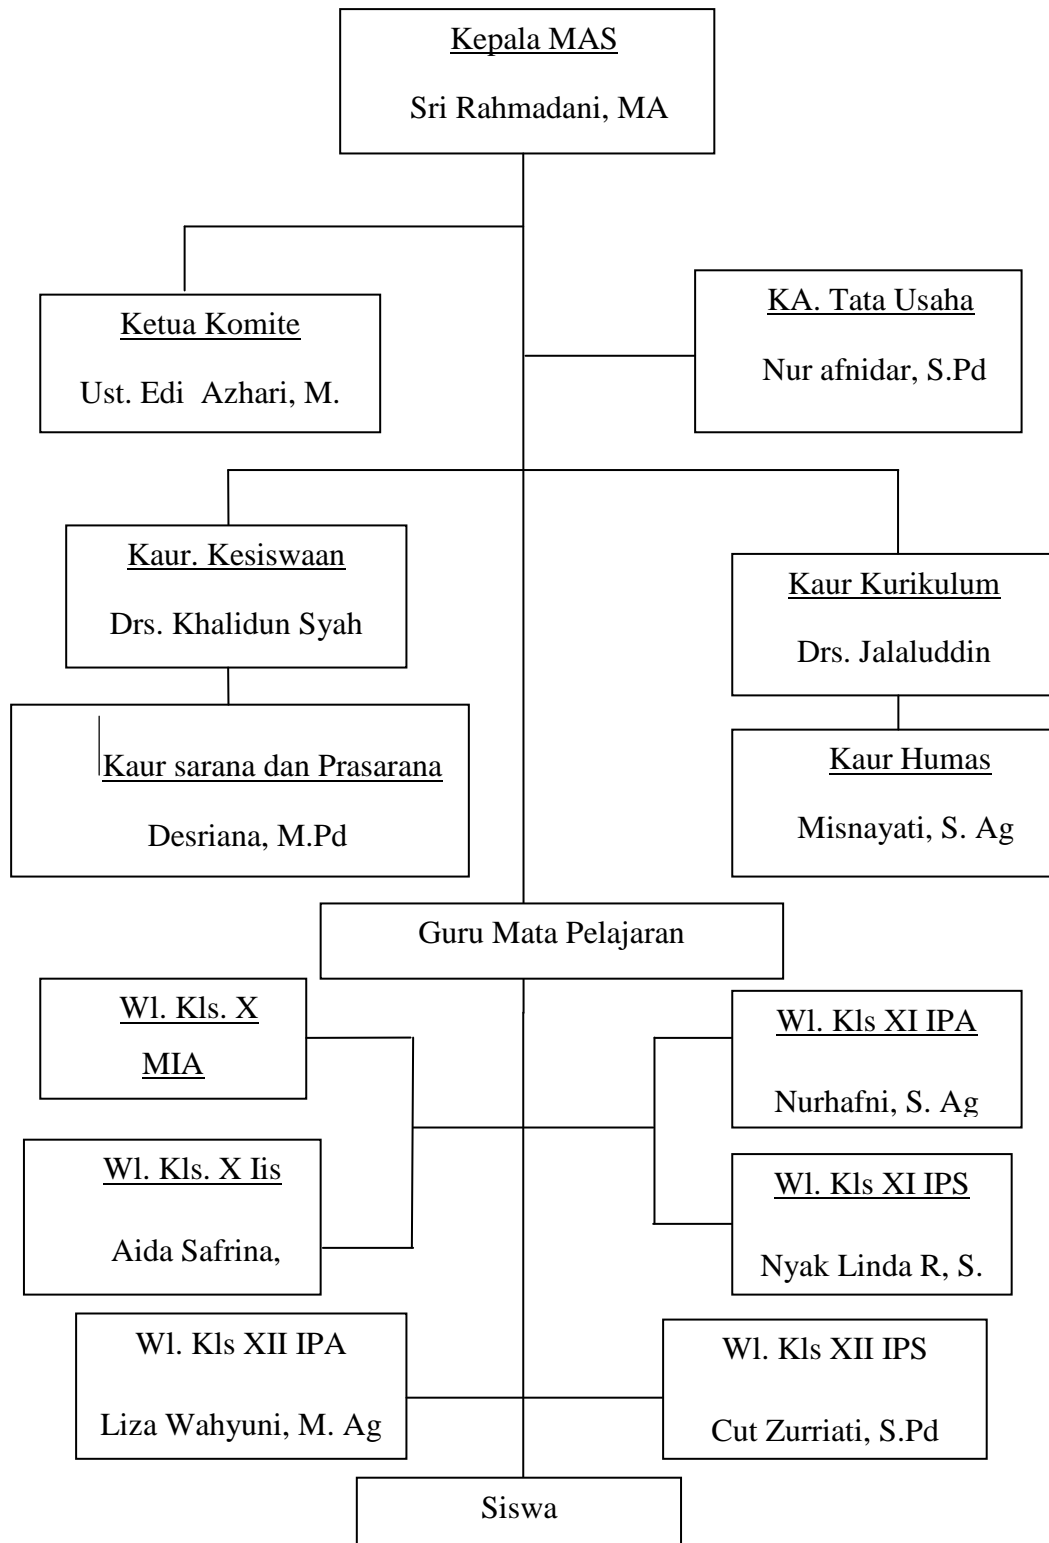 Kepala MAS
Sri Rahmadani, MA
Ketua Komite
Ust. Edi Azhari, M.
KA. Tata Usaha
Nur afnidar, S.Pd
Kaur. Kesiswaan
Drs. Khalidun Syah
Kaur Kurikulum
Drs. Jalaluddin
Kaur sarana dan Prasarana
Desriana, M.Pd
Kaur Humas
Misnayati, S. Ag
Guru Mata Pelajaran
Wl. Kls. X
MIA
Wl. Kls XI IPA
Nurhafni, S. Ag
Wl. Kls. X Iis
Aida Safrina,
Wl. Kls XI IPS
Nyak Linda R, S.
Wl. Kls XII IPA
Liza Wahyuni, M. Ag
Wl. Kls XII IPS
Cut Zurriati, S.Pd
Siswa